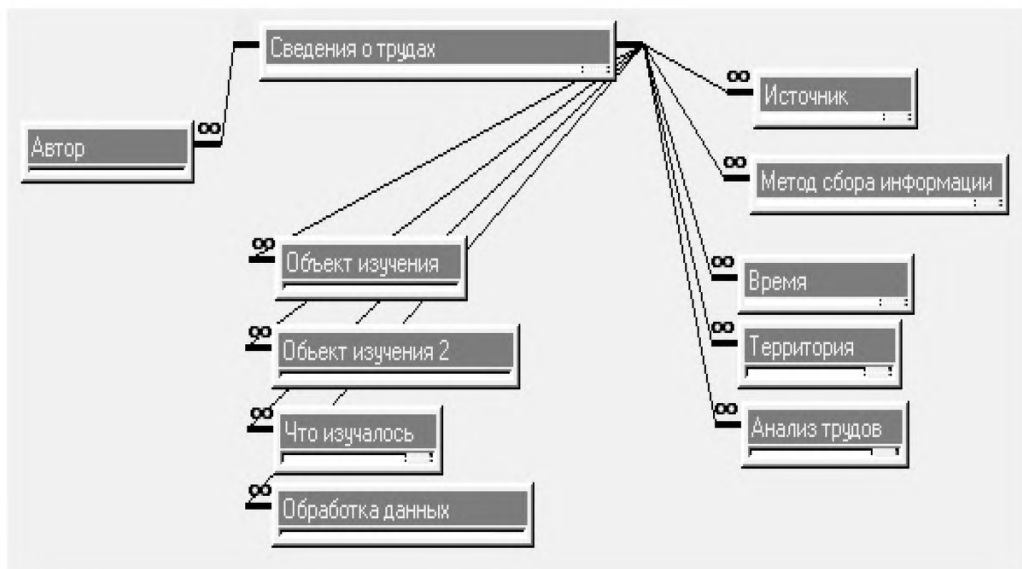 Сведения о трудах
Автор
Источник
Метод сбора информации
Объект изучения
Время
Объект изучения 2
Территория
Что изучалось
Анализ трудов
Обработка данных